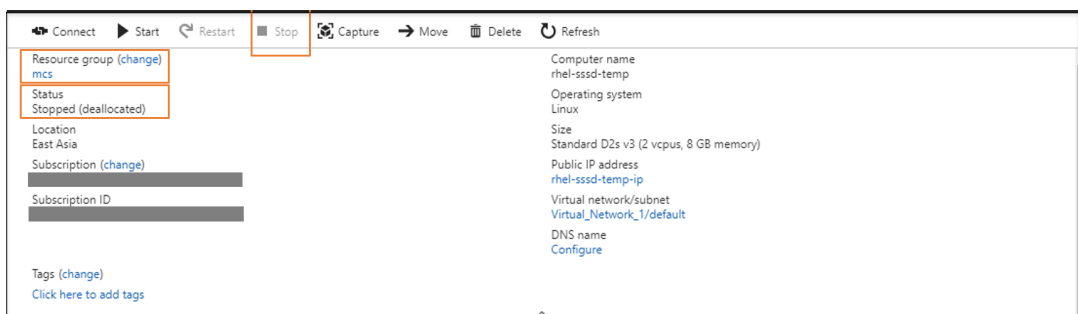 Connect Start Restart Stop Capture Move Delete Refresh
Resource group (change)
mcs
Status
Stopped (deallocated)
Location
East Asia
Subscription (change)
Subscription ID
Tags (change)
Click here to add tags
Computer name
rhel-sssd-temp
Operating system
Linux
Size
Standard D2s v3 (2 vcpus, 8 GB memory)
Public IP address
rhel-sssd-temp-ip
Virtual network/subnet
Virtual_Network_1/default
DNS name
Configure